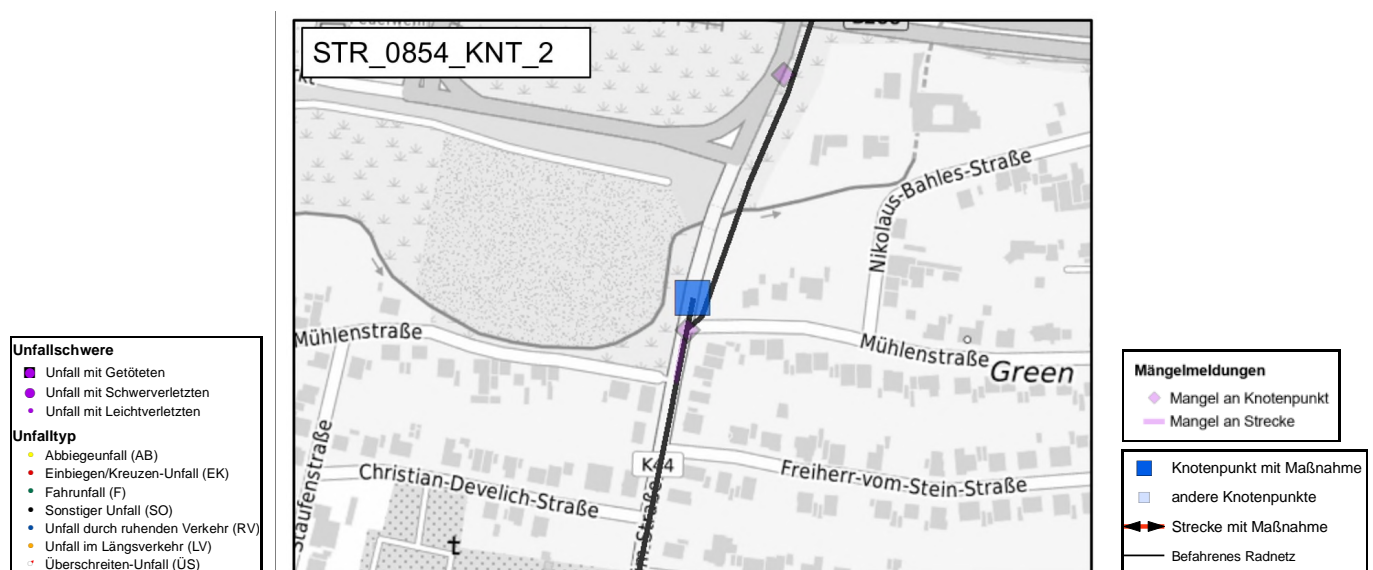 STR_0854_KNT_2
Nikolaus-Bahles-Straße
Mühlenstraße
Mühlenstraße
Green
K44
Christian-Develich-Straße
Freiherr-vom-Stein-Straße
Staufenstraße
Unfallschwere
Unfall mit Getöteten
Unfall mit Schwerverletzten
Unfall mit Leichtverletzten
Unfalltyp
Abbiegeunfall (AB)
Einbiegen/Kreuzen-Unfall (EK)
Fahrunfall (F)
Sonstiger Unfall (SO)
Unfall durch ruhenden Verkehr (RV)
Unfall im Längsverkehr (LV)
Überschreiten-Unfall (ÜS)
Mängelmeldungen
Mangel an Knotenpunkt
Mangel an Strecke
Knotenpunkt mit Maßnahme
andere Knotenpunkte
Strecke mit Maßnahme
Befahrenes Radnetz